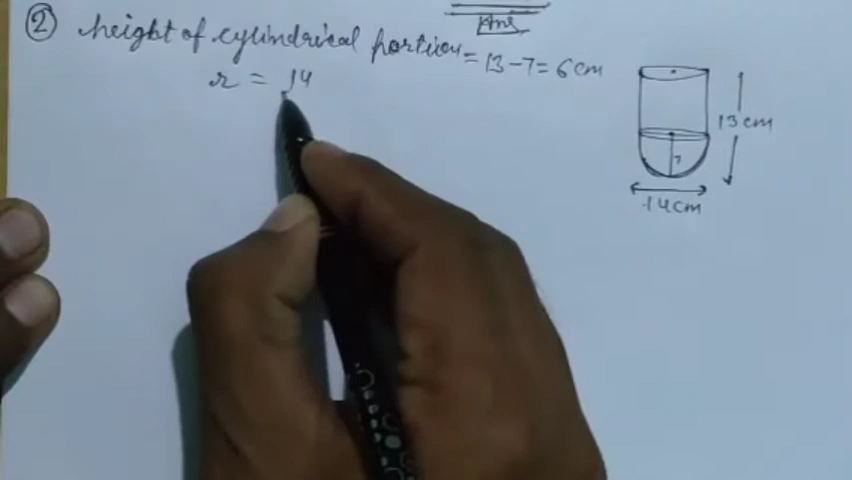 Ans
② height of cylindrical portion = 13 - 7 = 6 cm
r = 14
13 cm
7
14 cm